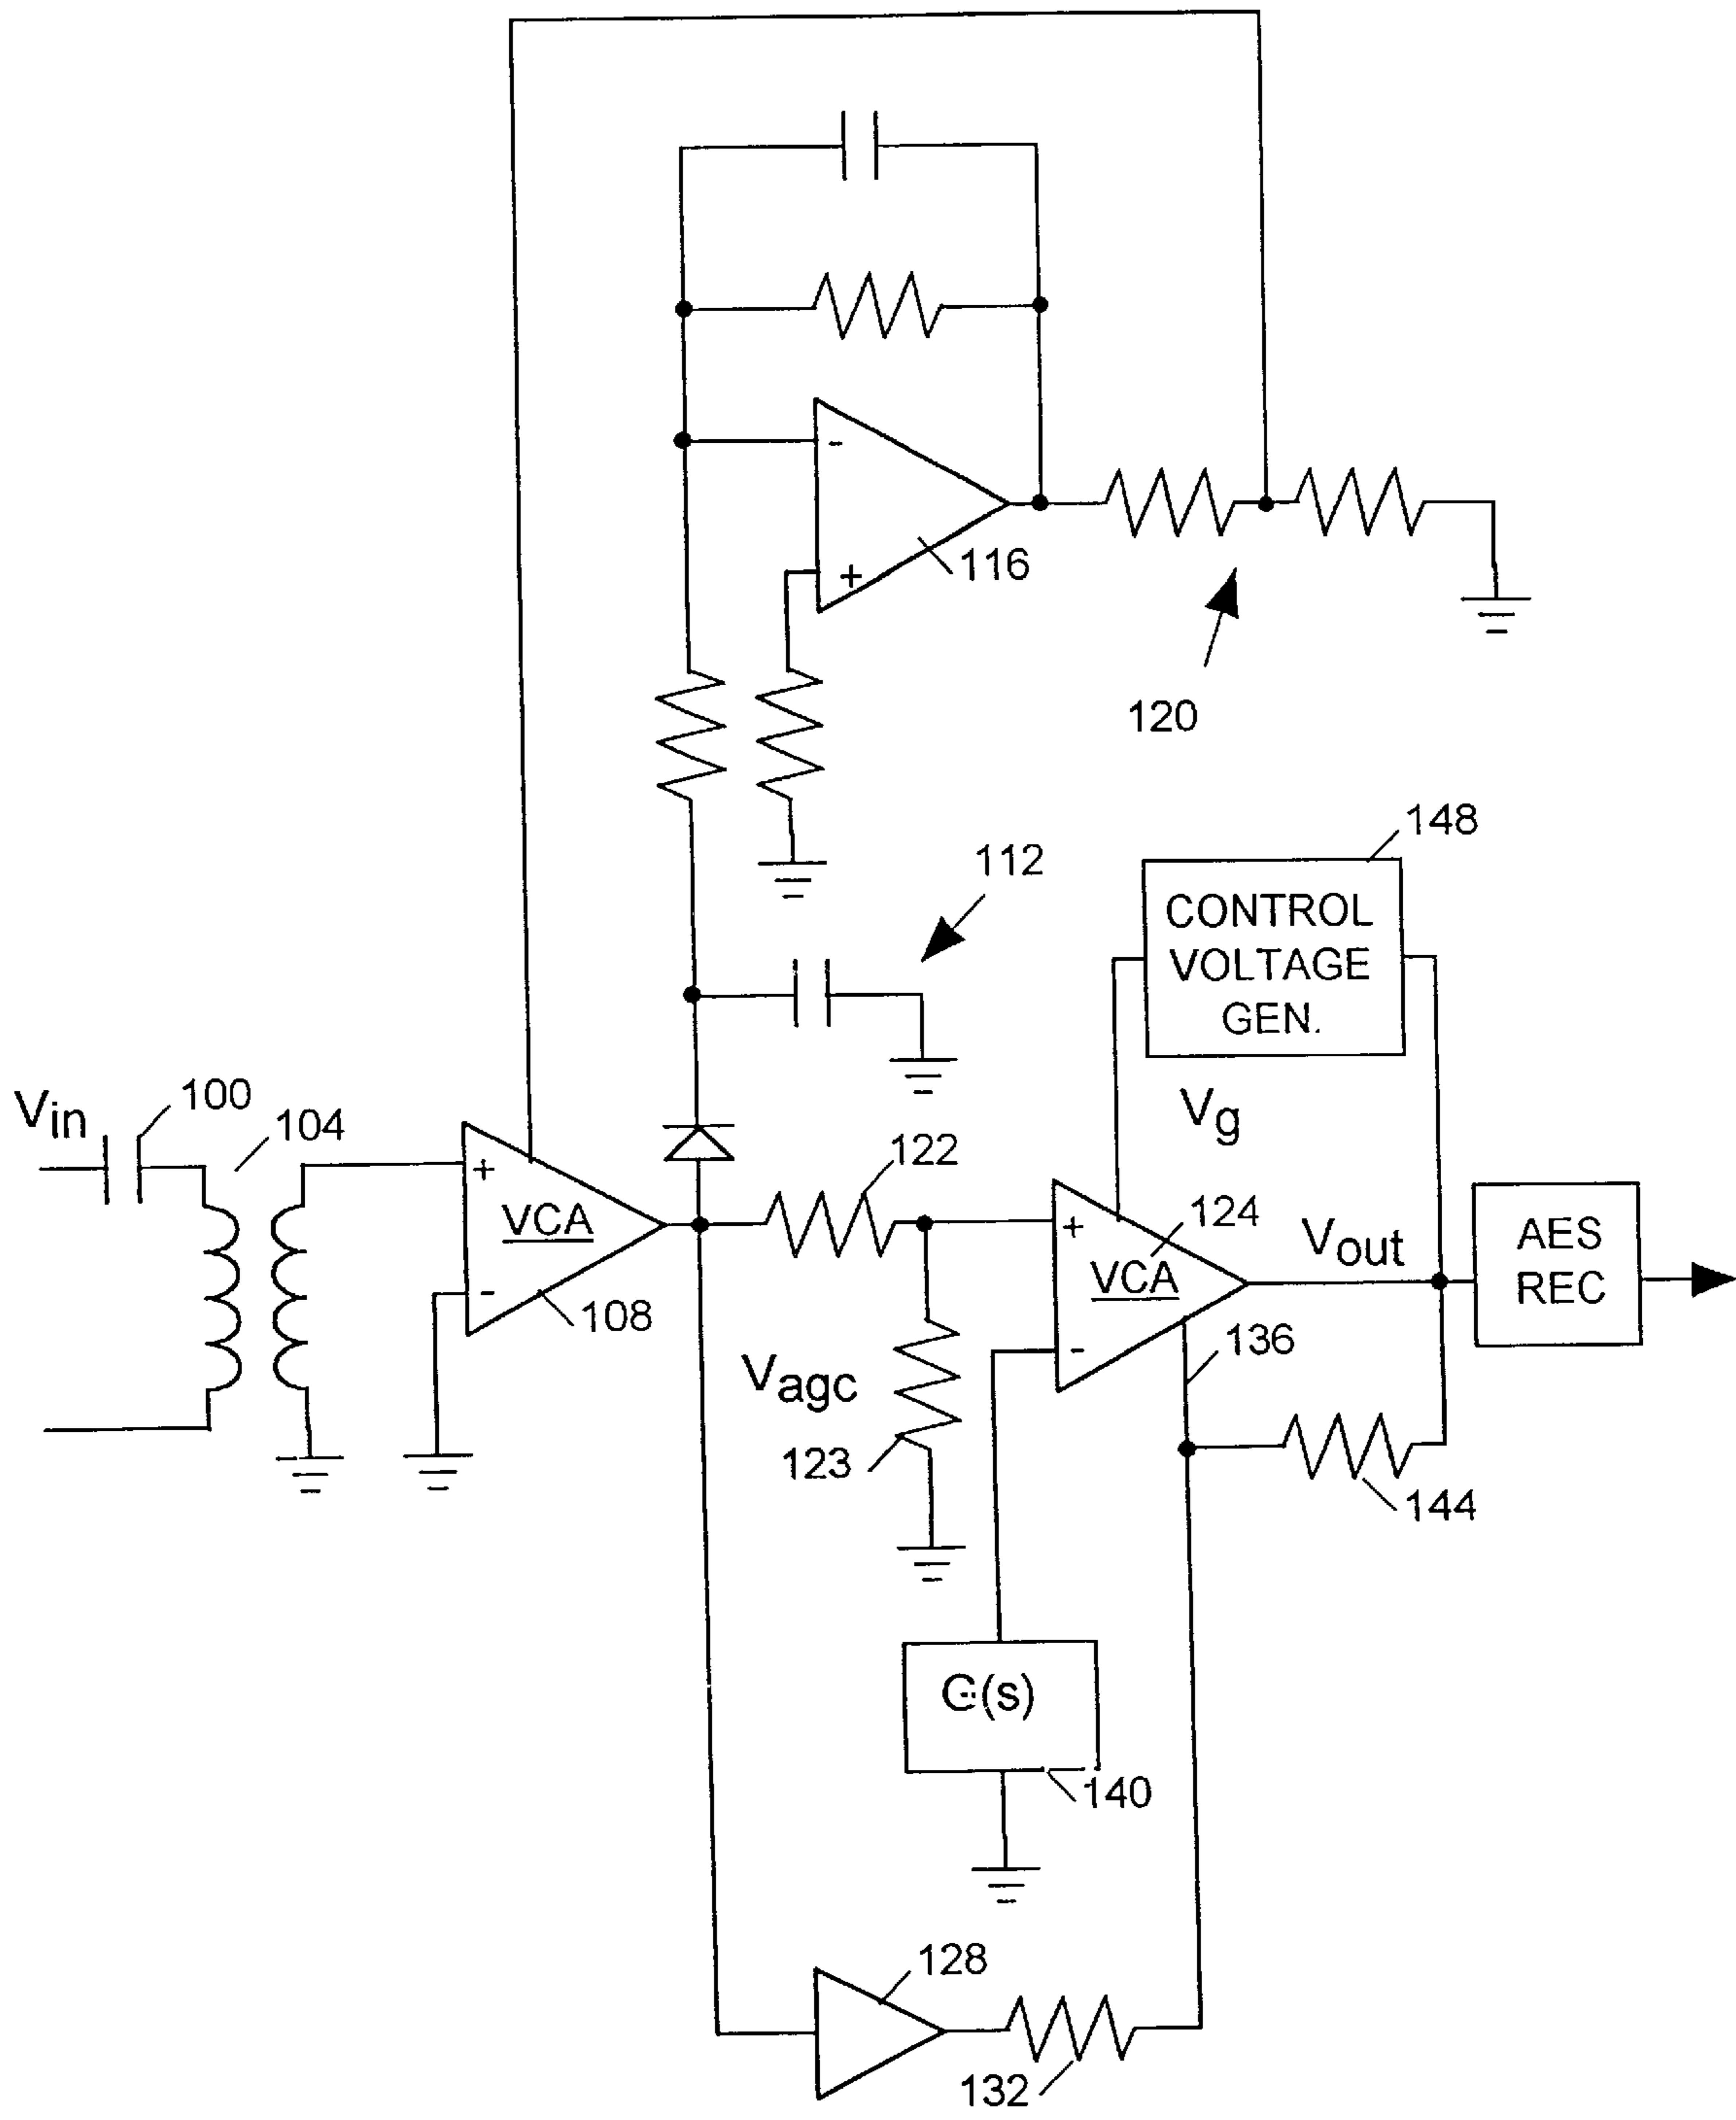 -
+
116
120
148
CONTROL
VOLTAGE
GEN.
112
Vin
100
104
+
VCA
-
108
122
Vg
+
124
VCA
-
Vout
AES
REC
136
Vagc
123
144
G(s)
140
128
132